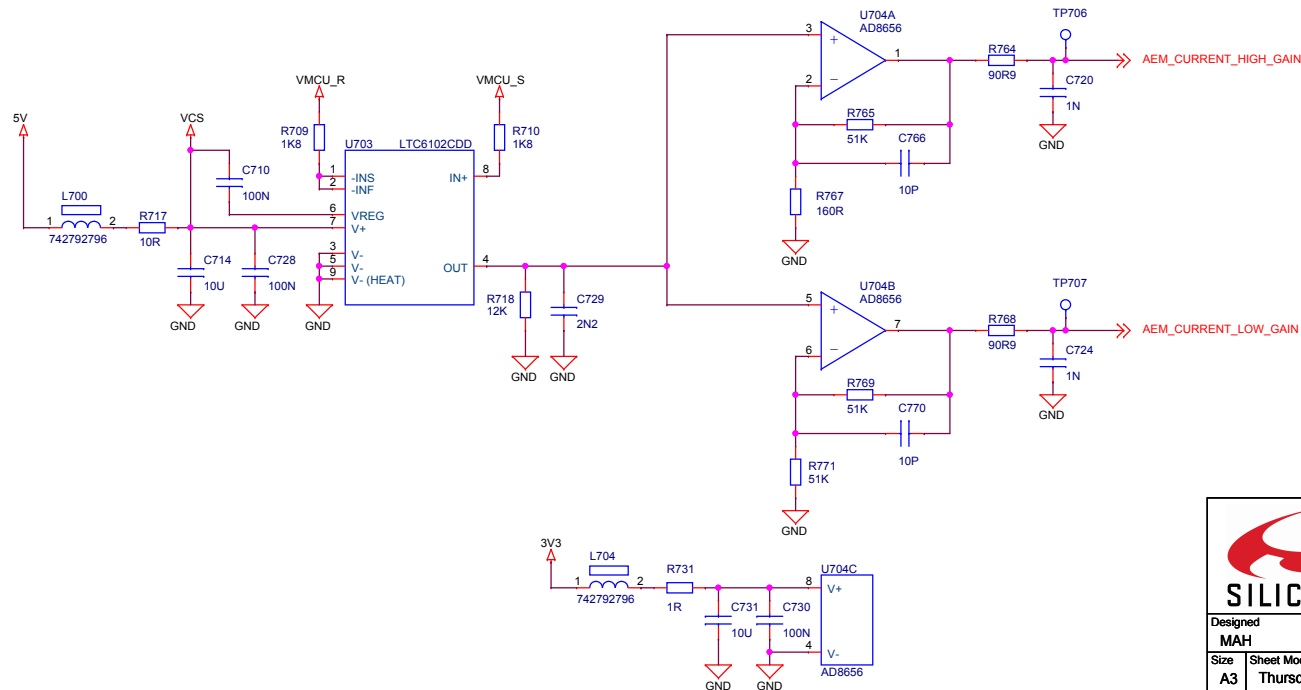 U704A
AD8656
3
+
1
2
−
R764
90R9
TP706
AEM_CURRENT_HIGH_GAIN
C720
1N
GND
R765
51K
C766
10P
R767
160R
GND
5V
VCS
VMCU_R
VMCU_S
R709
1K8
R710
1K8
U703
LTC6102CDD
C710
100N
L700
1
2
742792796
R717
10R
1
-INS
2
-INF
6
VREG
7
V+
3
V-
5
V-
9
V- (HEAT)
IN+
8
OUT
4
C714
10U
C728
100N
GND
GND
GND
R718
12K
C729
2N2
GND
GND
U704B
AD8656
5
+
7
6
−
R768
90R9
TP707
AEM_CURRENT_LOW_GAIN
C724
1N
GND
R769
51K
C770
10P
R771
51K
GND
3V3
L704
1
2
742792796
R731
1R
C731
10U
C730
100N
GND
GND
U704C
8
V+
4
V-
AD8656
SILIC
Designed
MAH
Size
Sheet Mo
A3
Thurs